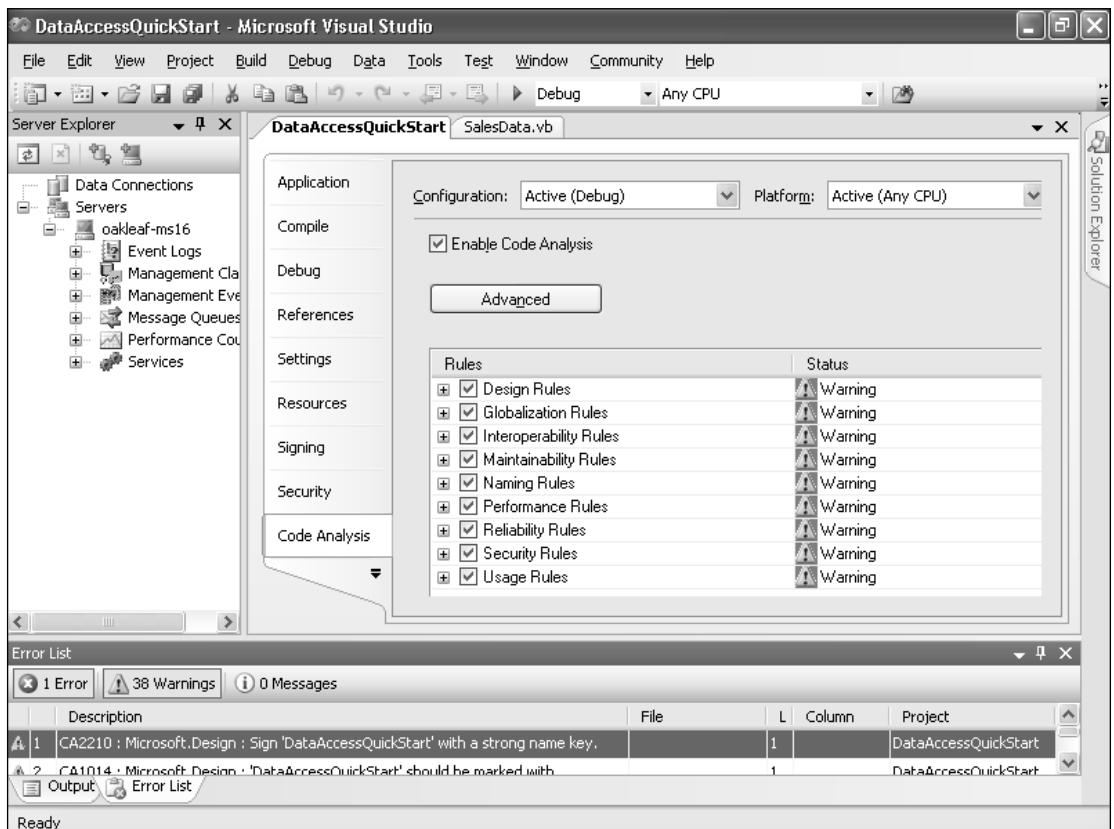 DataAccessQuickStart - Microsoft Visual Studio
File Edit View Project Build Debug Data Tools Test Window Community Help
Debug Any CPU
Server Explorer
DataAccessQuickStart SalesData.vb
Solution Explorer
Data Connections
Servers
oakleaf-ms16
Event Logs
Management Cla
Management Eve
Message Queues
Performance Cou
Services
Application
Compile
Debug
References
Settings
Resources
Signing
Security
Code Analysis
Configuration: Active (Debug) Platform: Active (Any CPU)
Enable Code Analysis
Advanced
Rules Status
Design Rules Warning
Globalization Rules Warning
Interoperability Rules Warning
Maintainability Rules Warning
Naming Rules Warning
Performance Rules Warning
Reliability Rules Warning
Security Rules Warning
Usage Rules Warning
Error List
1 Error 38 Warnings 0 Messages
Description File L Column Project
1 CA2210 : Microsoft.Design : Sign 'DataAccessQuickStart' with a strong name key. 1 DataAccessQuickStart
2 CA1014 : Microsoft.Design : 'DataAccessQuickStart' should be marked with 1 DataAccessQuickStart
Output Error List
Ready